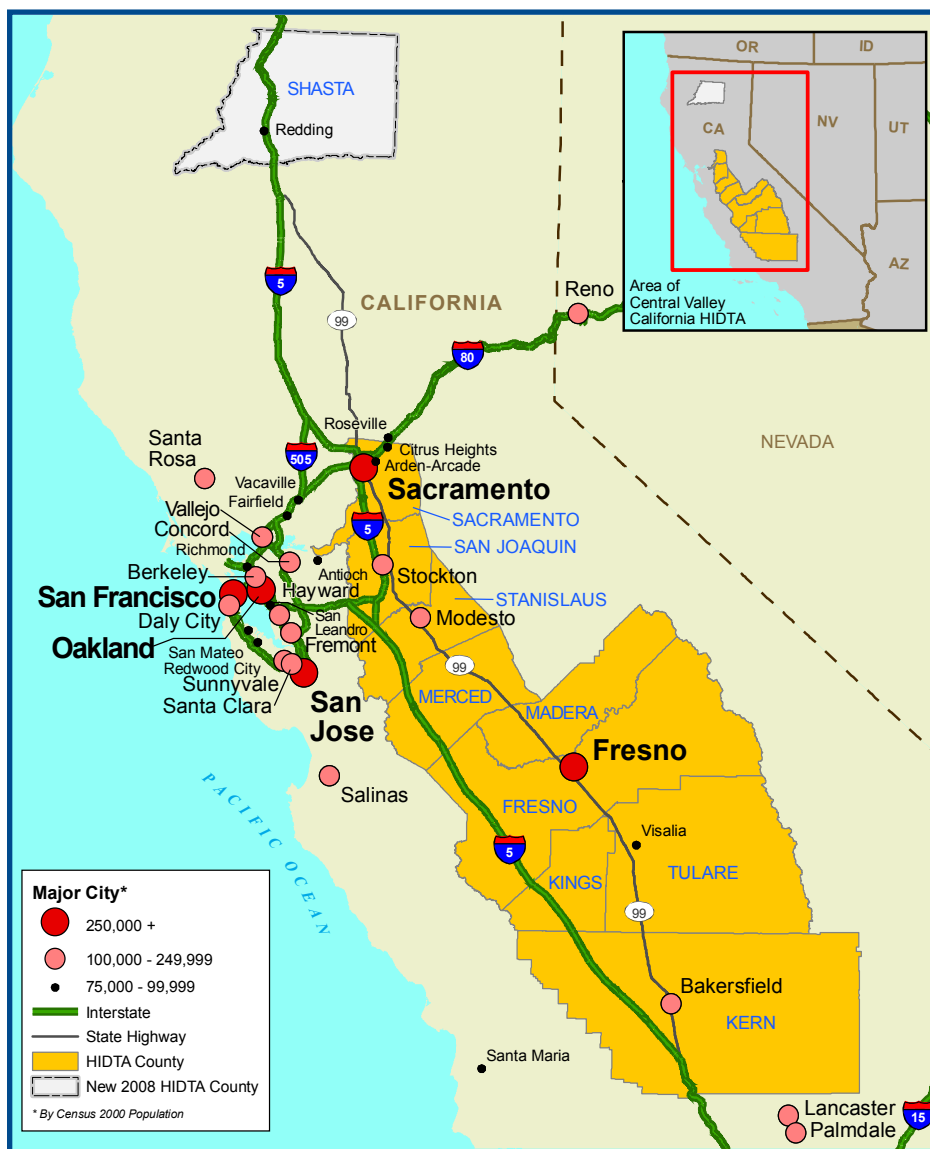 SHASTA
Redding
5
99
CALIFORNIA
Reno
80
OR
ID
CA
NV
UT
AZ
Area of
Central Valley
California HIDTA
NEVADA
Roseville
Citrus Heights
Arden-Arcade
Santa
Rosa
505
Vacaville
Fairfield
Sacramento
Vallejo
Concord
Richmond
5
SACRAMENTO
SAN JOAQUIN
Antioch
Berkeley
Hayward
Stockton
San Francisco
STANISLAUS
Daly City
San
Leandro
Modesto
Oakland
Fremont
San Mateo
Redwood City
Sunnyvale
Santa Clara
99
MERCED
MADERA
San
Jose
Fresno
Salinas
PACIFIC OCEAN
FRESNO
5
Visalia
KINGS
TULARE
99
Bakersfield
KERN
Santa Maria
Lancaster
Palmdale
15
Major City*
250,000 +
100,000 - 249,999
75,000 - 99,999
Interstate
State Highway
HIDTA County
New 2008 HIDTA County
* By Census 2000 Population